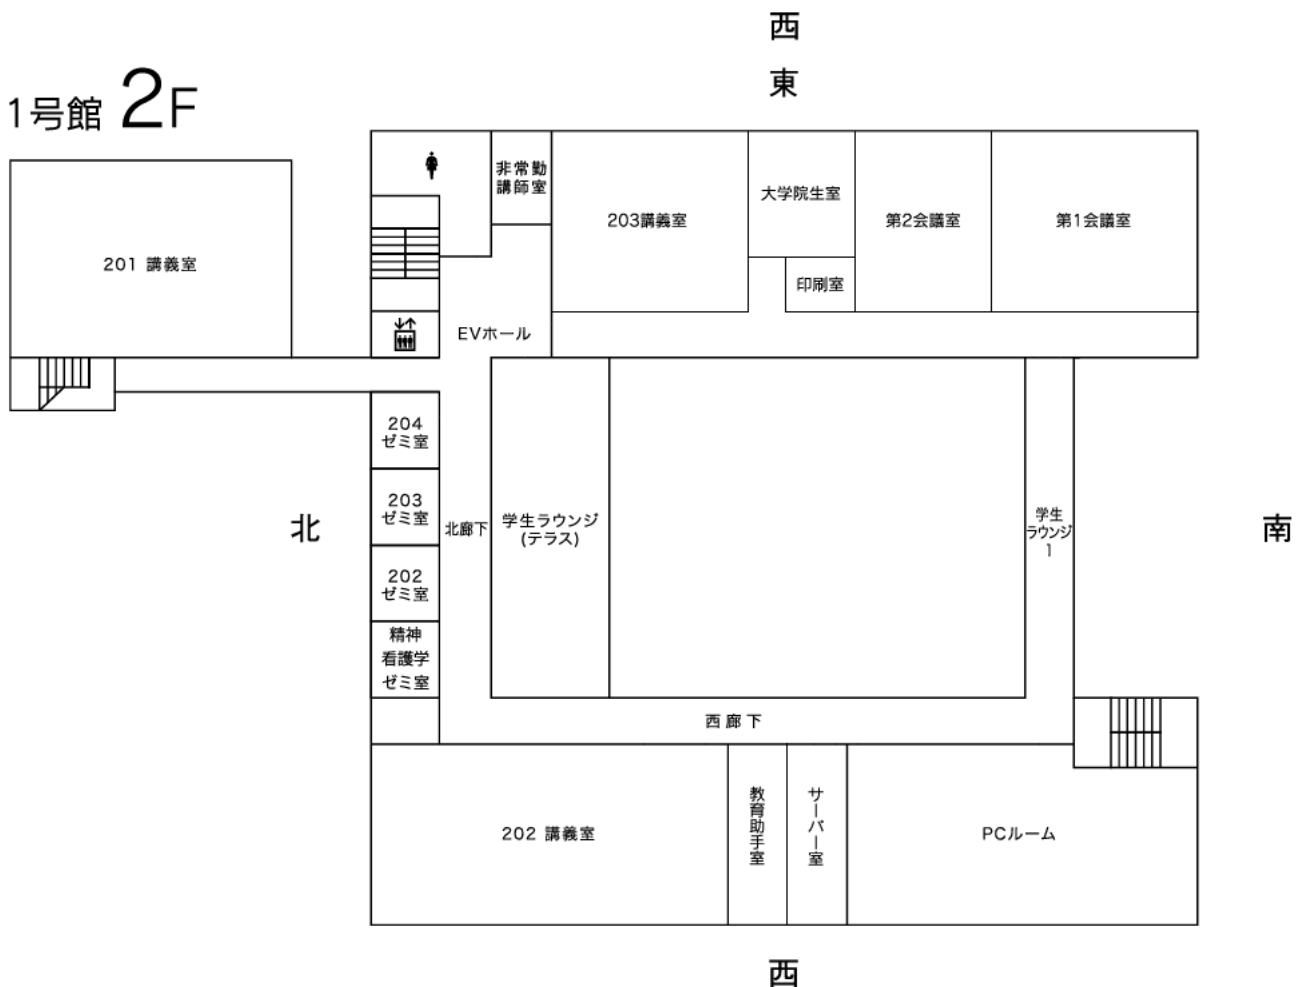 西
東
1号館 2F
非常勤
講師室
203講義室
大学院生室
第2会議室
第1会議室
201 講義室
印刷室
EVホール
204
ゼミ室
203
ゼミ室
202
ゼミ室
精神
看護学
ゼミ室
北
北廊下
学生ラウンジ
(テラス)
学生
ラウンジ
1
南
西廊下
202 講義室
教育助手室
サーバー室
PCルーム
西